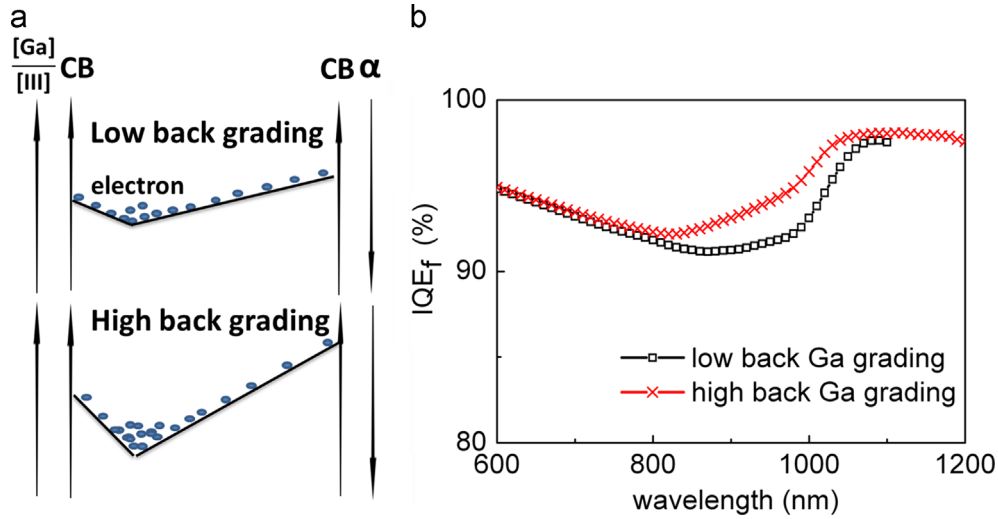 a
[Ga]
[III]
CB
CB α
Low back grading
electron
High back grading
b
100
90
80
IQEf (%)
low back Ga grading
high back Ga grading
600 800 1000 1200
wavelength (nm)